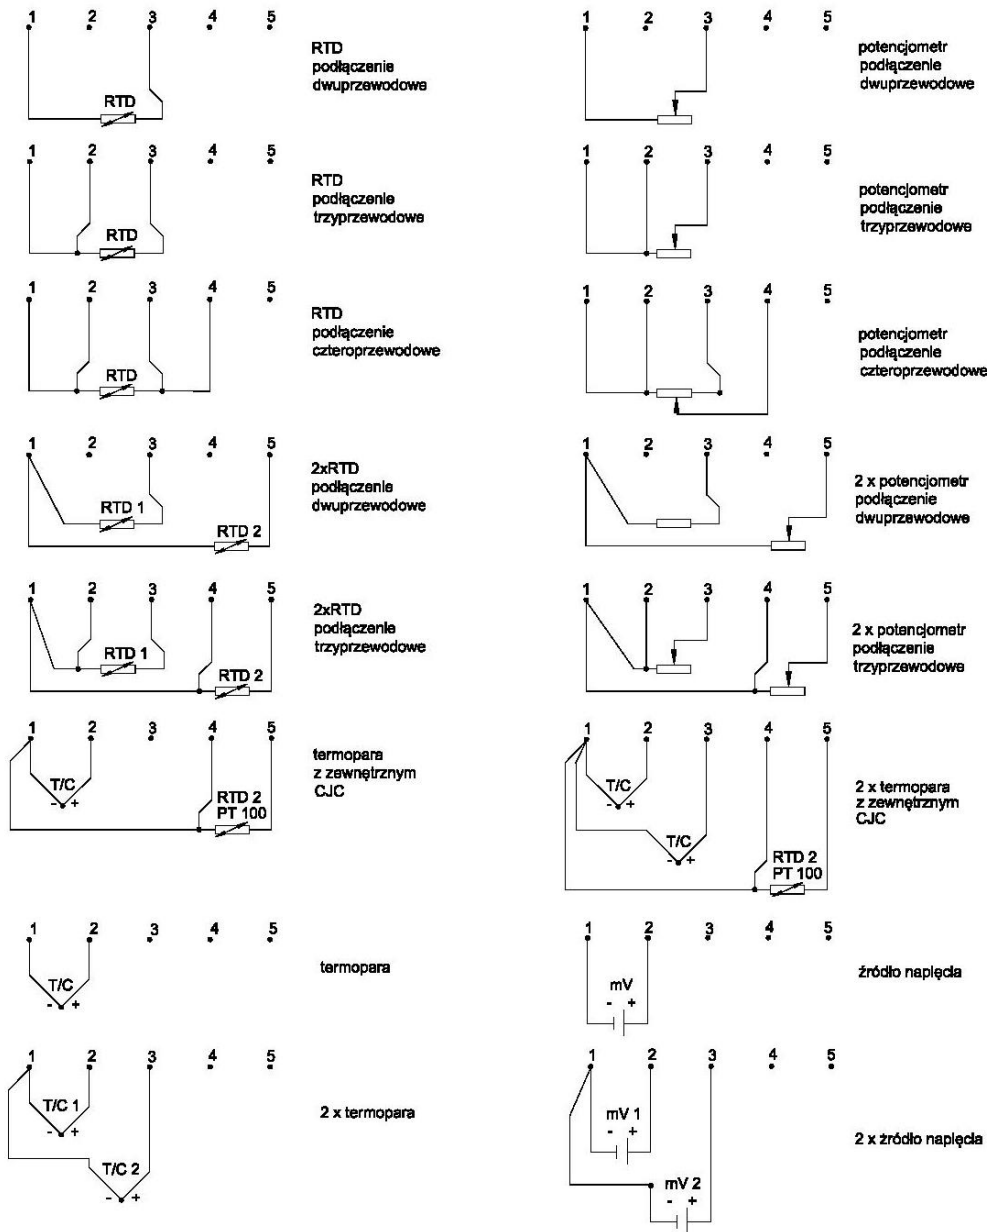 1 2 3 4 5
RTD
podłączenie
dwuprzewodowe
RTD
1 2 3 4 5
potencjometr
podłączenie
dwuprzewodowe
1 2 3 4 5
RTD
podłączenie
trzyprzewodowe
RTD
1 2 3 4 5
potencjometr
podłączenie
trzyprzewodowe
1 2 3 4 5
RTD
podłączenie
czteroprzewodowe
RTD
1 2 3 4 5
potencjometr
podłączenie
czteroprzewodowe
1 2 3 4 5
2xRTD
podłączenie
dwuprzewodowe
RTD 1
RTD 2
1 2 3 4 5
2 x potencjometr
podłączenie
dwuprzewodowe
1 2 3 4 5
2xRTD
podłączenie
trzyprzewodowe
RTD 1
RTD 2
1 2 3 4 5
2 x potencjometr
podłączenie
trzyprzewodowe
1 2 3 4 5
termopara
z zewnętrznym
CJC
T/C
- +
RTD 2
PT 100
1 2 3 4 5
2 x termopara
z zewnętrznym
CJC
T/C
- +
T/C
- +
RTD 2
PT 100
1 2 3 4 5
T/C
- +
termopara
1 2 3 4 5
mV
- +
źródło napięcia
1 2 3 4 5
T/C 1
- +
T/C 2
- +
2 x termopara
1 2 3 4 5
mV 1
- +
mV 2
- +
2 x źródło napięcia